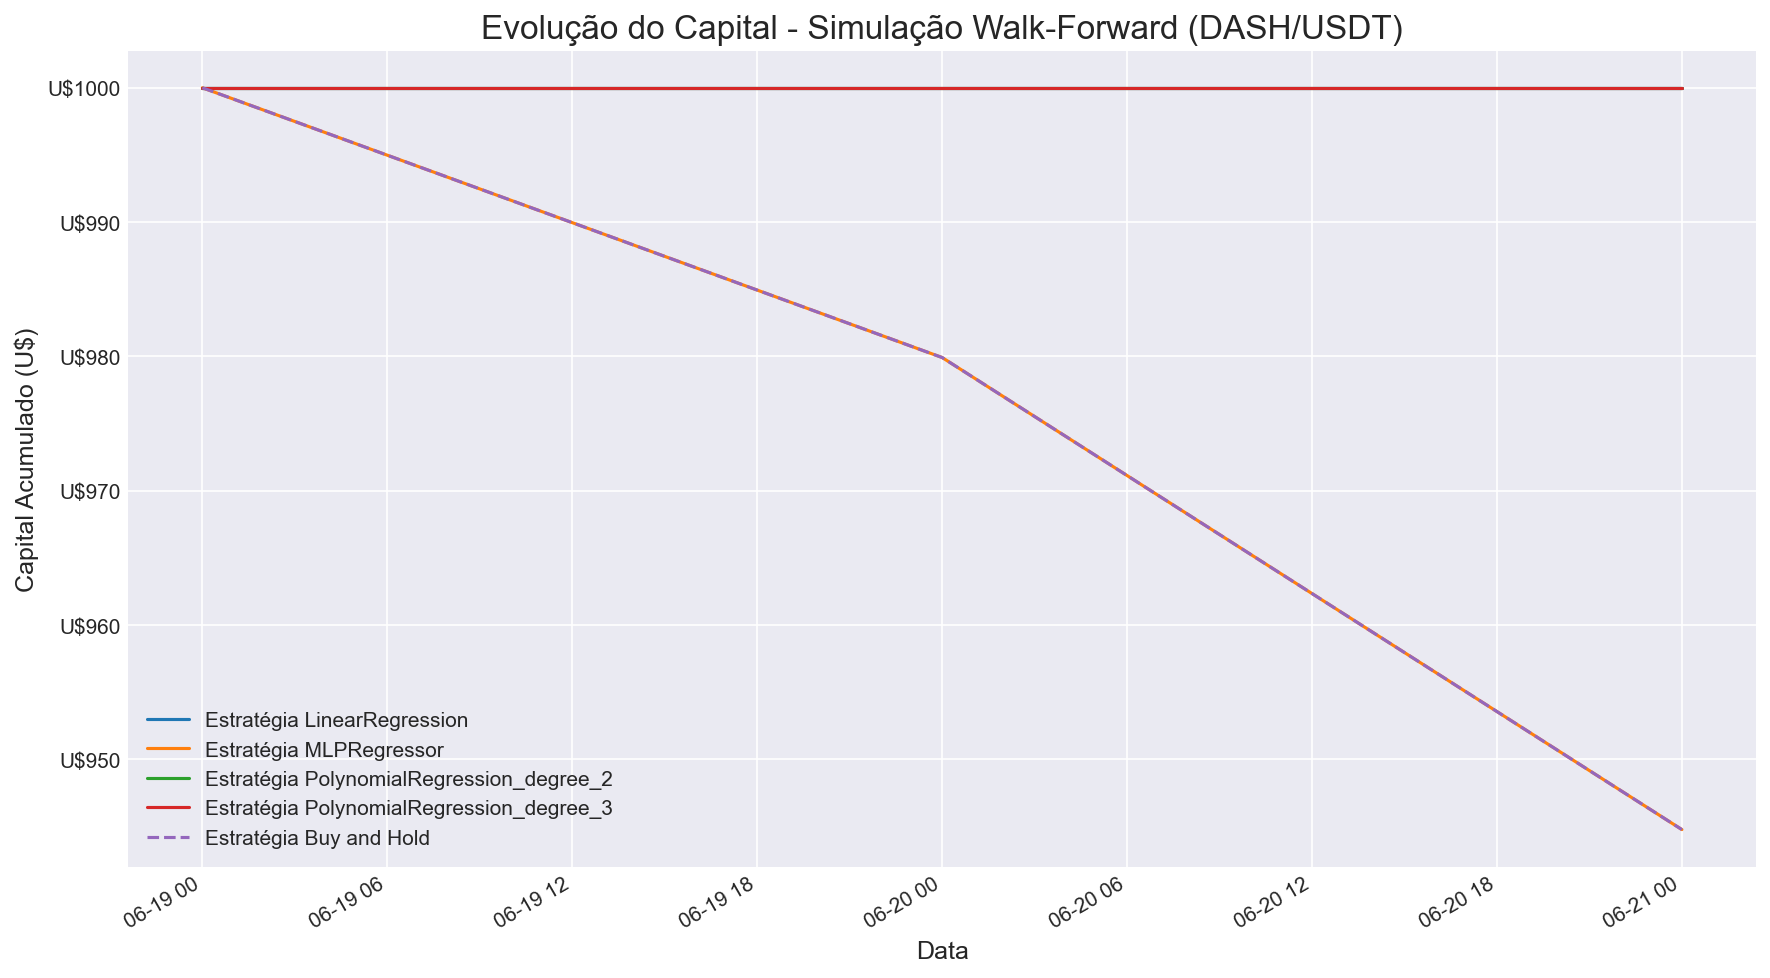 Evolução do Capital - Simulação Walk-Forward (DASH/USDT)
U$1000
U$990
U$980
U$970
U$960
U$950
Capital Acumulado (U$)
Estratégia LinearRegression
Estratégia MLPRegressor
Estratégia PolynomialRegression_degree_2
Estratégia PolynomialRegression_degree_3
Estratégia Buy and Hold
06-19 00
06-19 06
06-19 12
06-19 18
06-20 00
06-20 06
06-20 12
06-20 18
06-21 00
Data